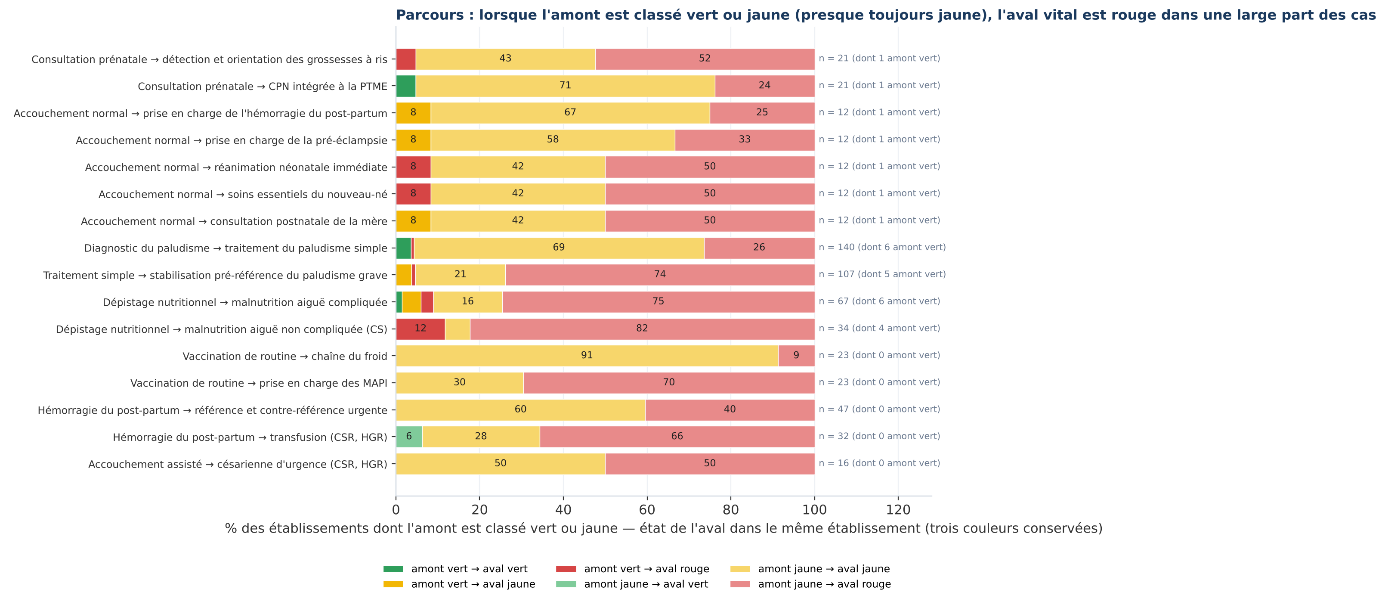 Parcours : lorsque l'amont est classé vert ou jaune (presque toujours jaune), l'aval vital est rouge dans une large part des cas
Consultation prénatale → détection et orientation des grossesses à ris 43 52 n = 21 (dont 1 amont vert)
Consultation prénatale → CPN intégrée à la PTME 71 24 n = 21 (dont 1 amont vert)
Accouchement normal → prise en charge de l'hémorragie du post-partum 8 67 25 n = 12 (dont 1 amont vert)
Accouchement normal → prise en charge de la pré-éclampsie 8 58 33 n = 12 (dont 1 amont vert)
Accouchement normal → réanimation néonatale immédiate 8 42 50 n = 12 (dont 1 amont vert)
Accouchement normal → soins essentiels du nouveau-né 8 42 50 n = 12 (dont 1 amont vert)
Accouchement normal → consultation postnatale de la mère 8 42 50 n = 12 (dont 1 amont vert)
Diagnostic du paludisme → traitement du paludisme simple 69 26 n = 140 (dont 6 amont vert)
Traitement simple → stabilisation pré-référence du paludisme grave 21 74 n = 107 (dont 5 amont vert)
Dépistage nutritionnel → malnutrition aiguë compliquée 16 75 n = 67 (dont 6 amont vert)
Dépistage nutritionnel → malnutrition aiguë non compliquée (CS) 12 82 n = 34 (dont 4 amont vert)
Vaccination de routine → chaîne du froid 91 9 n = 23 (dont 0 amont vert)
Vaccination de routine → prise en charge des MAPI 30 70 n = 23 (dont 0 amont vert)
Hémorragie du post-partum → référence et contre-référence urgente 60 40 n = 47 (dont 0 amont vert)
Hémorragie du post-partum → transfusion (CSR, HGR) 6 28 66 n = 32 (dont 0 amont vert)
Accouchement assisté → césarienne d'urgence (CSR, HGR) 50 50 n = 16 (dont 0 amont vert)
0 20 40 60 80 100 120
% des établissements dont l'amont est classé vert ou jaune — état de l'aval dans le même établissement (trois couleurs conservées)
amont vert → aval vert amont vert → aval rouge amont jaune → aval jaune
amont vert → aval jaune amont jaune → aval vert amont jaune → aval rouge